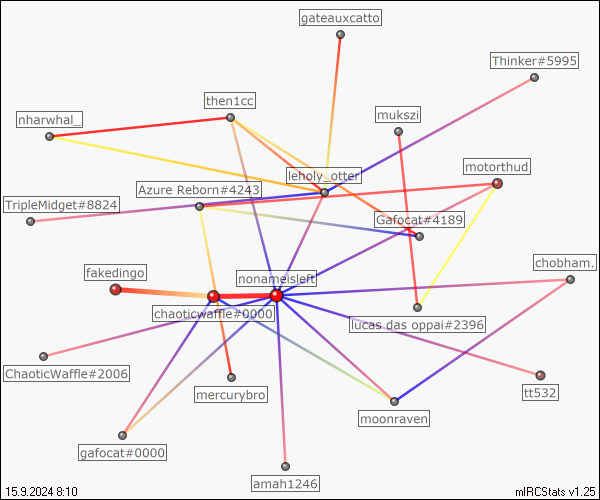 gateauxcatto
Thinker#5995
then1cc
mukszi
nharwhal_
motorthud
leholy_otter
Azure Reborn#4243
TripleMidget#8824
Gafocat#4189
chobham.
fakedingo
nonameisleft
chaoticwaffle#0000
lucas das oppai#2396
ChaoticWaffle#2006
mercurybro
tt532
moonraven
gafocat#0000
amah1246
15.9.2024 8:10
mIRCStats v1.25